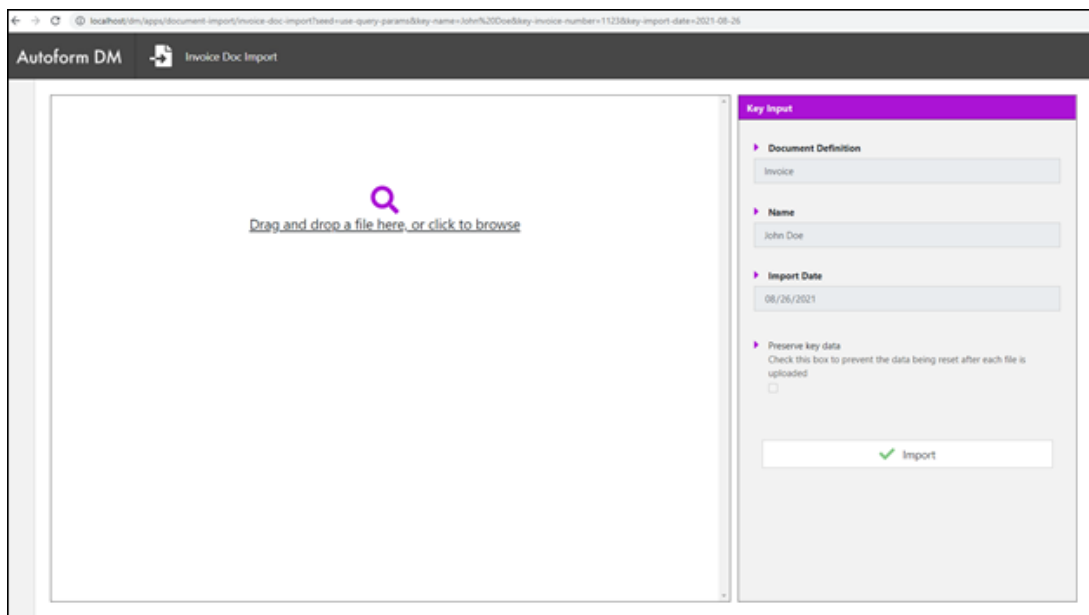 localhost/dm/apps/document-import/invoice-doc-import?seed=use-query-params&key-name=John%20Doe&key-invoice-number=1123&key-import-date=2021-08-26
Autoform DM
Invoice Doc Import
Drag and drop a file here, or click to browse
Key Input
Document Definition
Invoice
Name
John Doe
Import Date
08/26/2021
Preserve key data
Check this box to prevent the data being reset after each file is
uploaded
Import